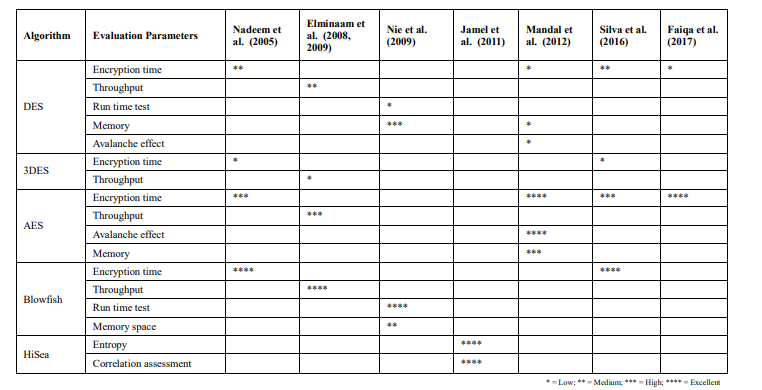 Algorithm Evaluation Parameters Nadeem et al. (2005) Elminaam et al. (2008, 2009) Nie et al. (2009) Jamel et al. (2011) Mandal et al. (2012) Silva et al. (2016) Faiqa et al. (2017)
DES
Encryption time ** * ** *
Throughput **
Run time test *
Memory *** *
Avalanche effect *
3DES
Encryption time * *
Throughput *
AES
Encryption time *** **** *** ****
Throughput ***
Avalanche effect ****
Memory ***
Blowfish
Encryption time **** ****
Throughput ****
Run time test ****
Memory space **
HiSea
Entropy ****
Correlation assessment ****
* = Low; ** = Medium; *** = High; **** = Excellent